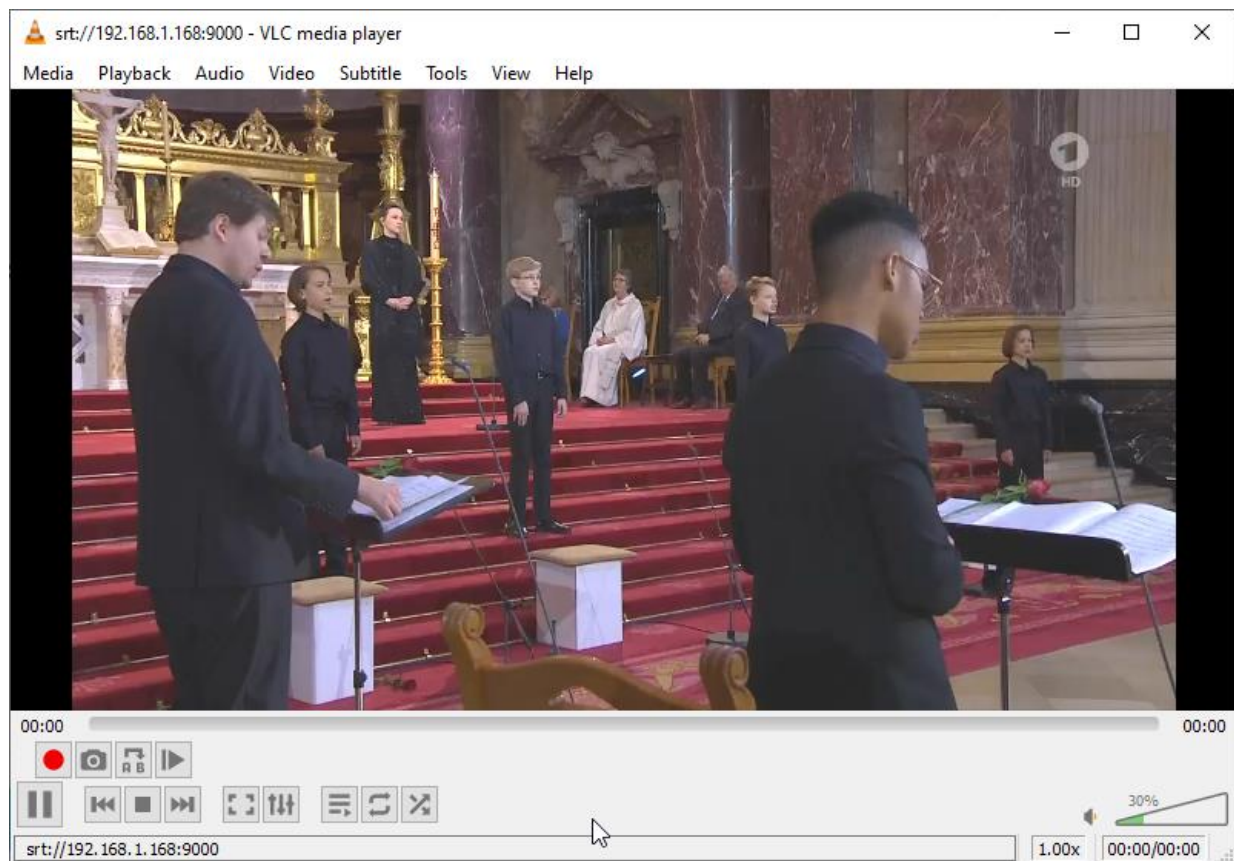 srt://192.168.1.168:9000 - VLC media player
Media Playback Audio Video Subtitle Tools View Help
1
HD
00:00 00:00
A B
30%
srt://192.168.1.168:9000 1.00x 00:00/00:00